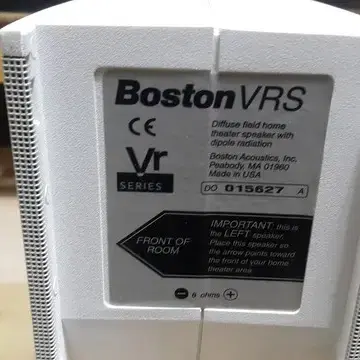 BostonVRS
CE
Diffuse field home
theater speaker with
dipole radiation
Vr
SERIES
Boston Acoustics, Inc.
Peabody, MA 01960
Made in USA
DO 015627 A
FRONT OF
ROOM
IMPORTANT: this is
the LEFT speaker.
Place this speaker so
the arrow points toward
the front of your home
theater area.
8 ohms